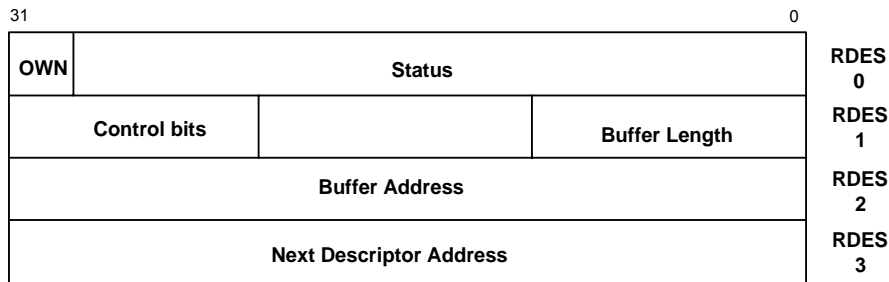 31 0
OWN Status RDES
0
Control bits Buffer Length RDES
1
Buffer Address RDES
2
Next Descriptor Address RDES
3